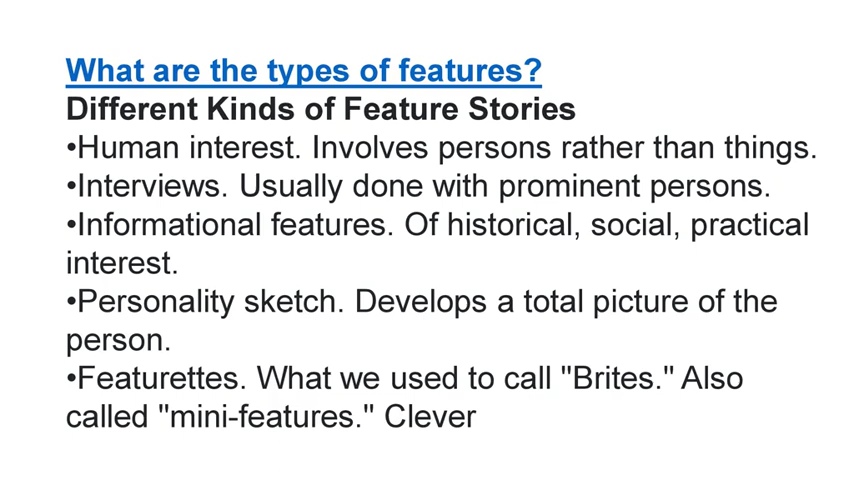 What are the types of features?
Different Kinds of Feature Stories
•Human interest. Involves persons rather than things.
•Interviews. Usually done with prominent persons.
•Informational features. Of historical, social, practical
interest.
•Personality sketch. Develops a total picture of the
person.
•Featurettes. What we used to call "Brites." Also
called "mini-features." Clever